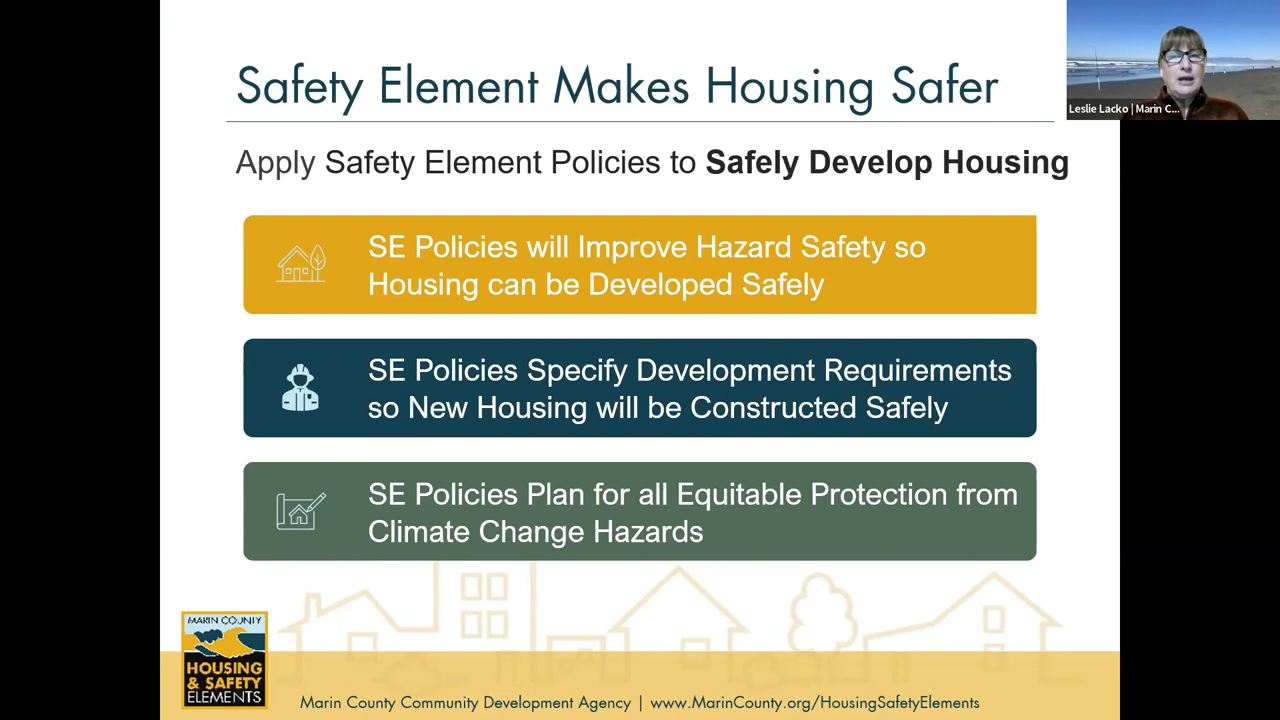 Safety Element Makes Housing Safer
Leslie Lacko | Marin C...
Apply Safety Element Policies to Safely Develop Housing
SE Policies will Improve Hazard Safety so
Housing can be Developed Safely
SE Policies Specify Development Requirements
so New Housing will be Constructed Safely
SE Policies Plan for all Equitable Protection from
Climate Change Hazards
MARIN COUNTY
HOUSING
& SAFETY
ELEMENTS
Marin County Community Development Agency | www.MarinCounty.org/HousingSafetyElements